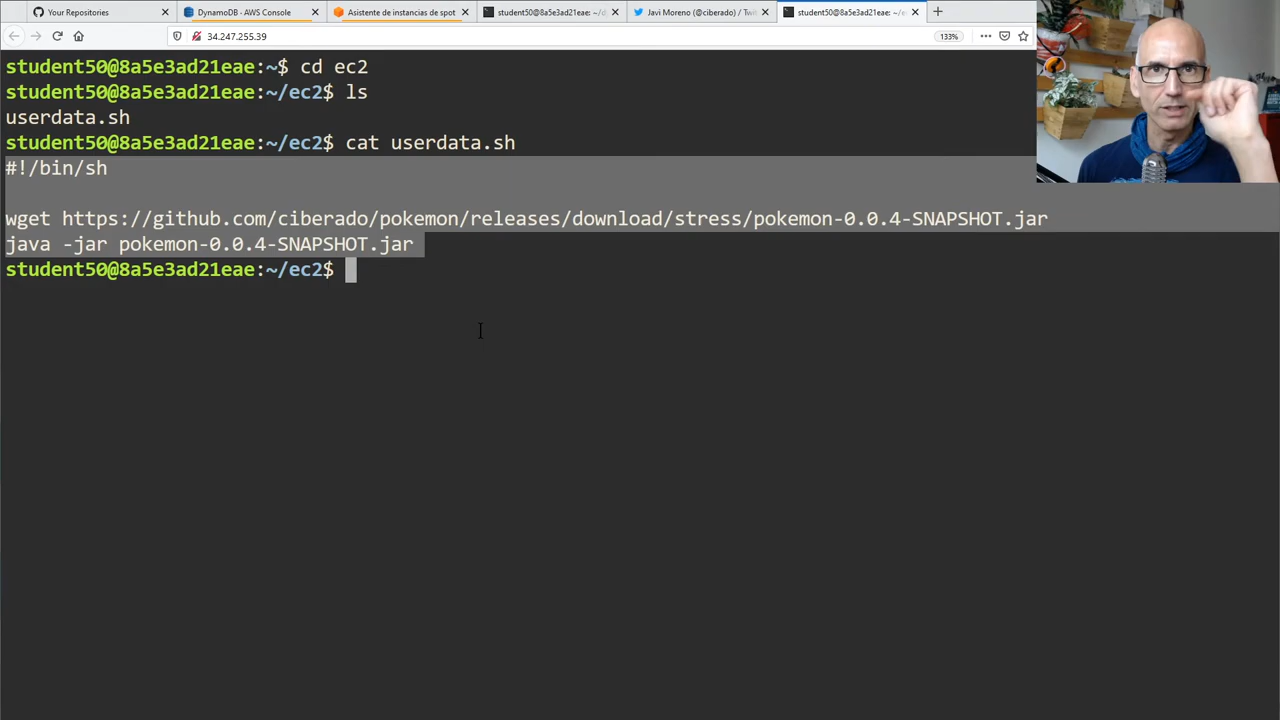 Your Repositories
DynamoDB - AWS Console
Asistente de instancias de spot
student50@8a5e3ad21eae: ~/d
Javi Moreno (@ciberado) / Twit
student50@8a5e3ad21eae: ~/e
34.247.255.39
133%
student50@8a5e3ad21eae:~$ cd ec2
student50@8a5e3ad21eae:~/ec2$ ls
userdata.sh
student50@8a5e3ad21eae:~/ec2$ cat userdata.sh
#!/bin/sh
wget https://github.com/ciberado/pokemon/releases/download/stress/pokemon-0.0.4-SNAPSHOT.jar
java -jar pokemon-0.0.4-SNAPSHOT.jar
student50@8a5e3ad21eae:~/ec2$